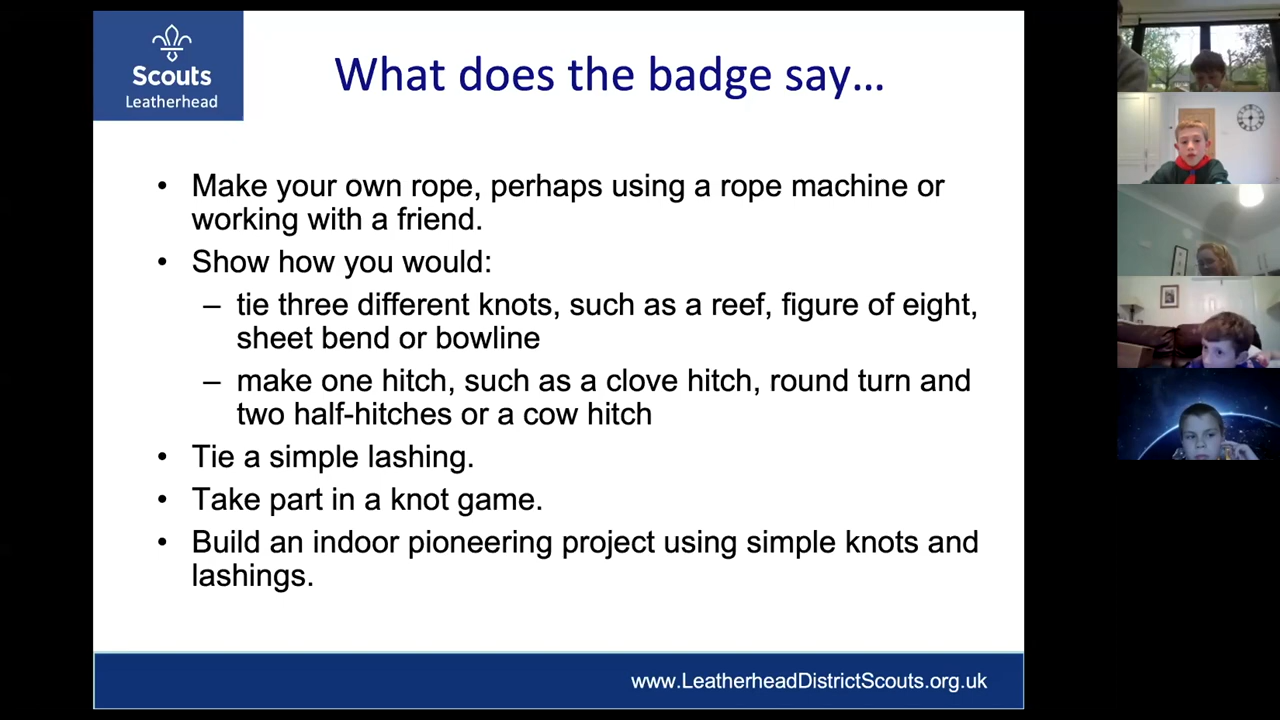 Scouts
Leatherhead
What does the badge say…
• Make your own rope, perhaps using a rope machine or
working with a friend.
• Show how you would:
– tie three different knots, such as a reef, figure of eight,
sheet bend or bowline
– make one hitch, such as a clove hitch, round turn and
two half-hitches or a cow hitch
• Tie a simple lashing.
• Take part in a knot game.
• Build an indoor pioneering project using simple knots and
lashings.
www.LeatherheadDistrictScouts.org.uk